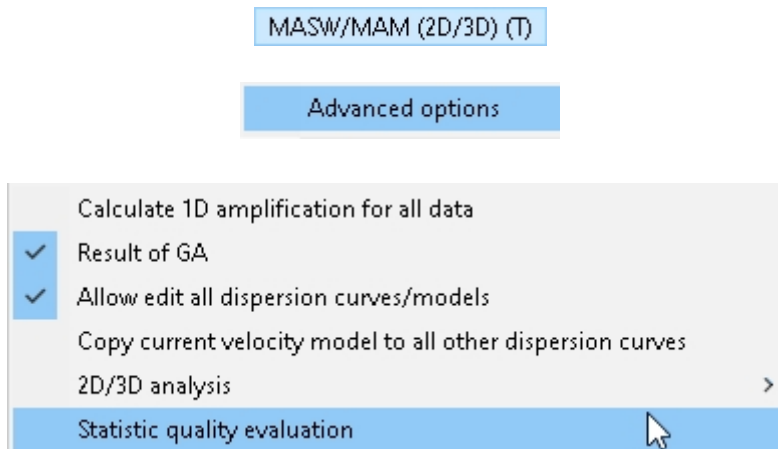 MASW/MAM (2D/3D) (T)
Advanced options
Calculate 1D amplification for all data
Result of GA
Allow edit all dispersion curves/models
Copy current velocity model to all other dispersion curves
2D/3D analysis
Statistic quality evaluation